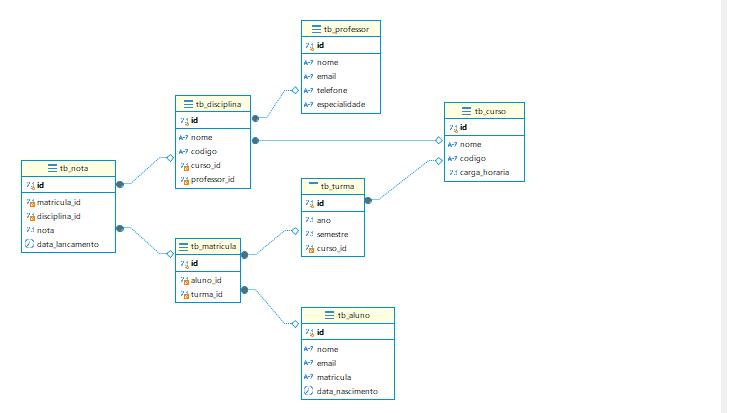 tb_professor
id
nome
email
telefone
especialidade
tb_disciplina
id
nome
codigo
curso_id
professor_id
tb_curso
id
nome
codigo
carga_horaria
tb_nota
id
matricula_id
disciplina_id
nota
data_lancamento
tb_turma
id
ano
semestre
curso_id
tb_matricula
id
aluno_id
turma_id
tb_aluno
id
nome
email
matricula
data_nascimento